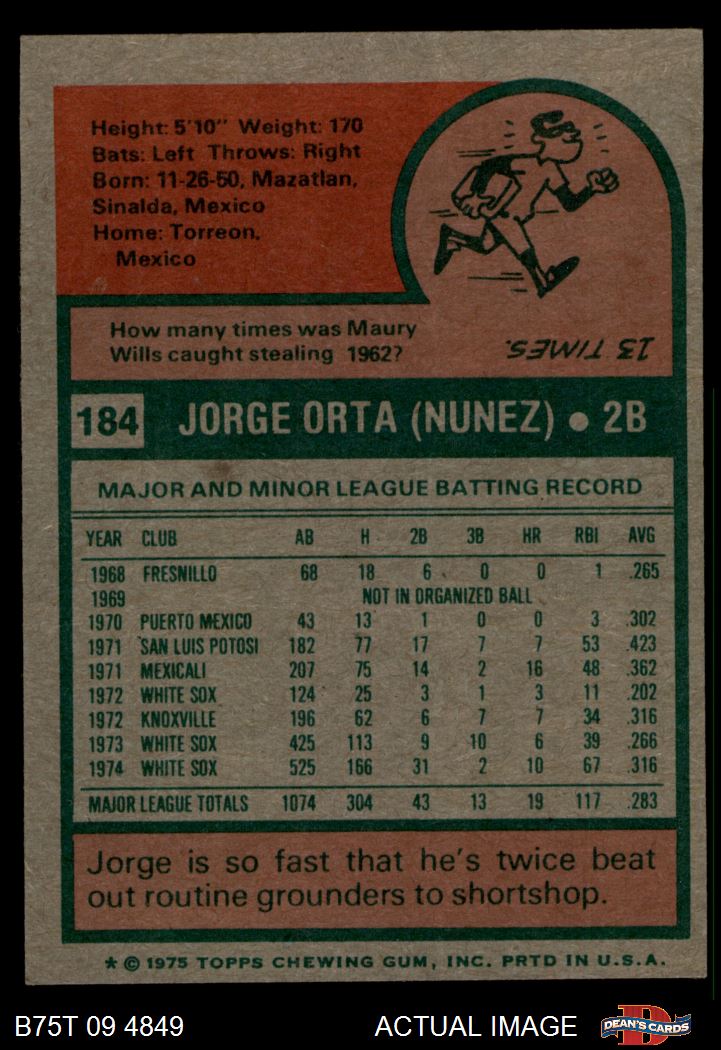 Height: 5'10" Weight: 170
Bats: Left Throws: Right
Born: 11-26-50, Mazatlan,
Sinalda, Mexico
Home: Torreon,
Mexico
How many times was Maury
Wills caught stealing 1962?
13 TIMES.
184 JORGE ORTA (NUNEZ) ● 2B
MAJOR AND MINOR LEAGUE BATTING RECORD
YEAR CLUB AB H 2B 3B HR RBI AVG
1968 FRESNILLO 68 18 6 0 0 1 .265
1969 NOT IN ORGANIZED BALL
1970 PUERTO MEXICO 43 13 1 0 0 3 .302
1971 SAN LUIS POTOSI 182 77 17 7 7 53 .423
1971 MEXICALI 207 75 14 2 16 48 .362
1972 WHITE SOX 124 25 3 1 3 11 .202
1972 KNOXVILLE 196 62 6 7 7 34 .316
1973 WHITE SOX 425 113 9 10 6 39 .266
1974 WHITE SOX 525 166 31 2 10 67 .316
MAJOR LEAGUE TOTALS 1074 304 43 13 19 117 .283
Jorge is so fast that he's twice beat
out routine grounders to shortshop.
* © 1975 TOPPS CHEWING GUM, INC. PRTD IN U.S.A.
B75T 09 4849 ACTUAL IMAGE D DEAN'S CARDS